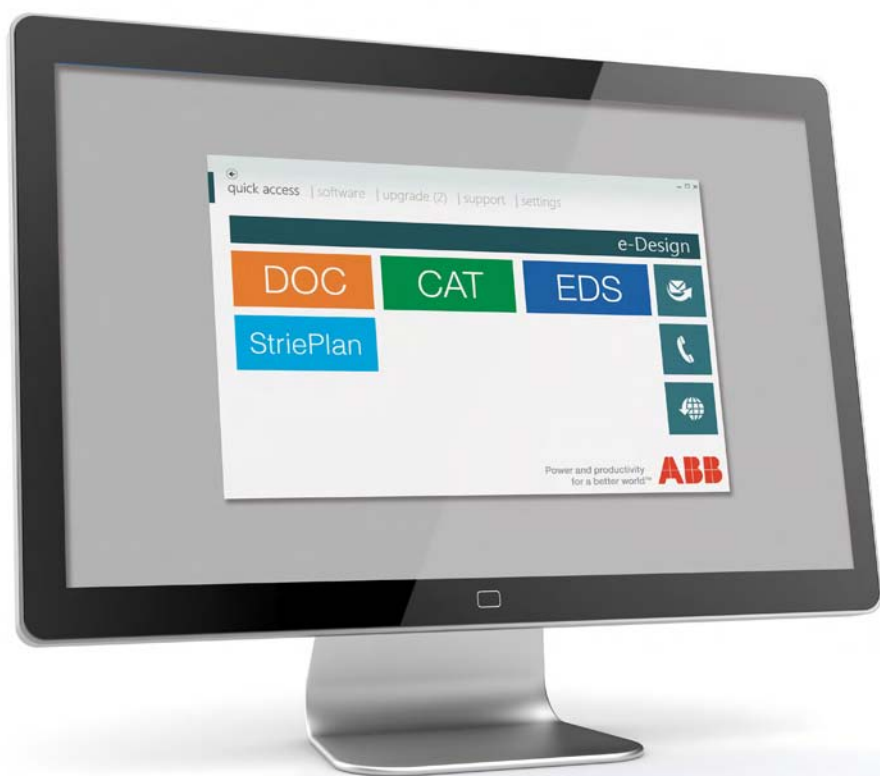 quick access | software | upgrade (2) | support | settings
e-Design
DOC CAT EDS
StriePlan
Power and productivity
for a better world™
ABB